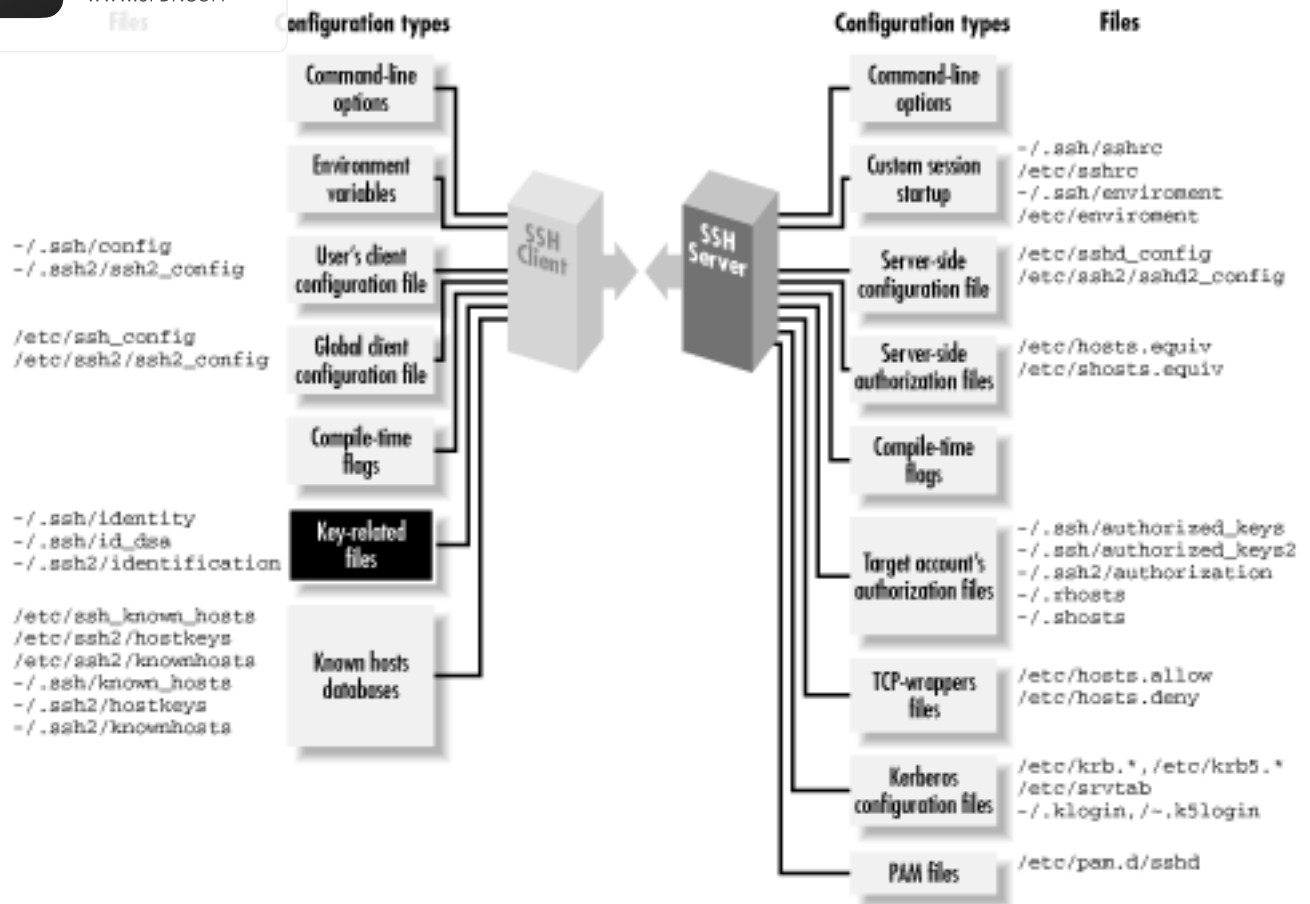 Files
Configuration types
Command-line
options
Environment
variables
-/.ssh/config
-/.ssh2/ssh2_config
User's client
configuration file
/etc/ssh_config
/etc/ssh2/ssh2_config
Global client
configuration file
Compile-time
flags
-/.ssh/identity
-/.ssh/id_dsa
-/.ssh2/identification
Key-related
files
/etc/ssh_known_hosts
/etc/ssh2/hostkeys
/etc/ssh2/knownhosts
-/.ssh/known_hosts
-/.ssh2/hostkeys
-/.ssh2/knownhosts
Known hosts
databases
SSH
Client
SSH
Server
Configuration types
Files
Command-line
options
Custom session
startup
-/.ssh/sshrc
/etc/sshrc
-/.ssh/enviroment
/etc/enviroment
Server-side
configuration file
/etc/sshd_config
/etc/ssh2/sshd2_config
Server-side
authorization files
/etc/hosts.equiv
/etc/shosts.equiv
Compile-time
flags
Target account's
authorization files
-/.ssh/authorized_keys
-/.ssh/authorized_keys2
-/.ssh2/authorization
-/.rhosts
-/.shosts
TCP-wrappers
files
/etc/hosts.allow
/etc/hosts.deny
Kerberos
configuration files
/etc/krb.*,/etc/krb5.*
/etc/srvtab
-/.klogin,/~.k5login
PAM files
/etc/pam.d/sshd